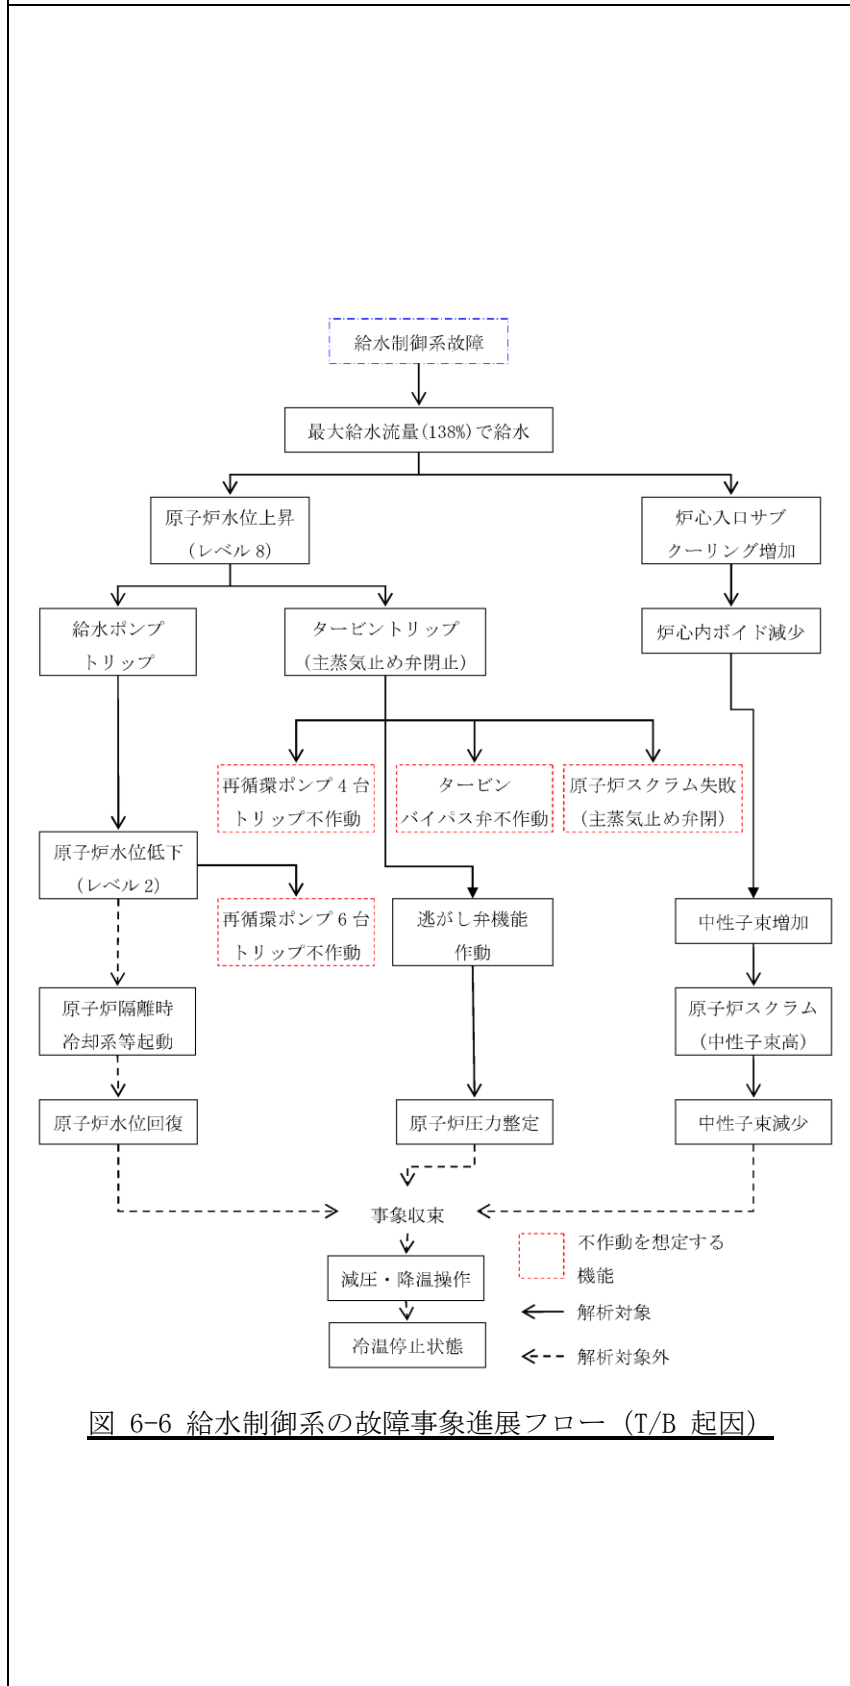 給水制御系故障
最大給水流量(138%)で給水
原子炉水位上昇
(レベル 8)
炉心入口サブ
クーリング増加
給水ポンプ
トリップ
タービントリップ
(主蒸気止め弁閉止)
炉心内ボイド減少
再循環ポンプ 4 台
トリップ不作動
タービン
バイパス弁不作動
原子炉スクラム失敗
(主蒸気止め弁閉)
原子炉水位低下
(レベル 2)
再循環ポンプ 6 台
トリップ不作動
逃がし弁機能
作動
中性子束増加
原子炉隔離時
冷却系等起動
原子炉スクラム
(中性子束高)
原子炉水位回復
原子炉圧力整定
中性子束減少
事象収束
減圧・降温操作
冷温停止状態
不作動を想定する
機能
解析対象
解析対象外
図 6-6 給水制御系の故障事象進展フロー (T/B 起因)